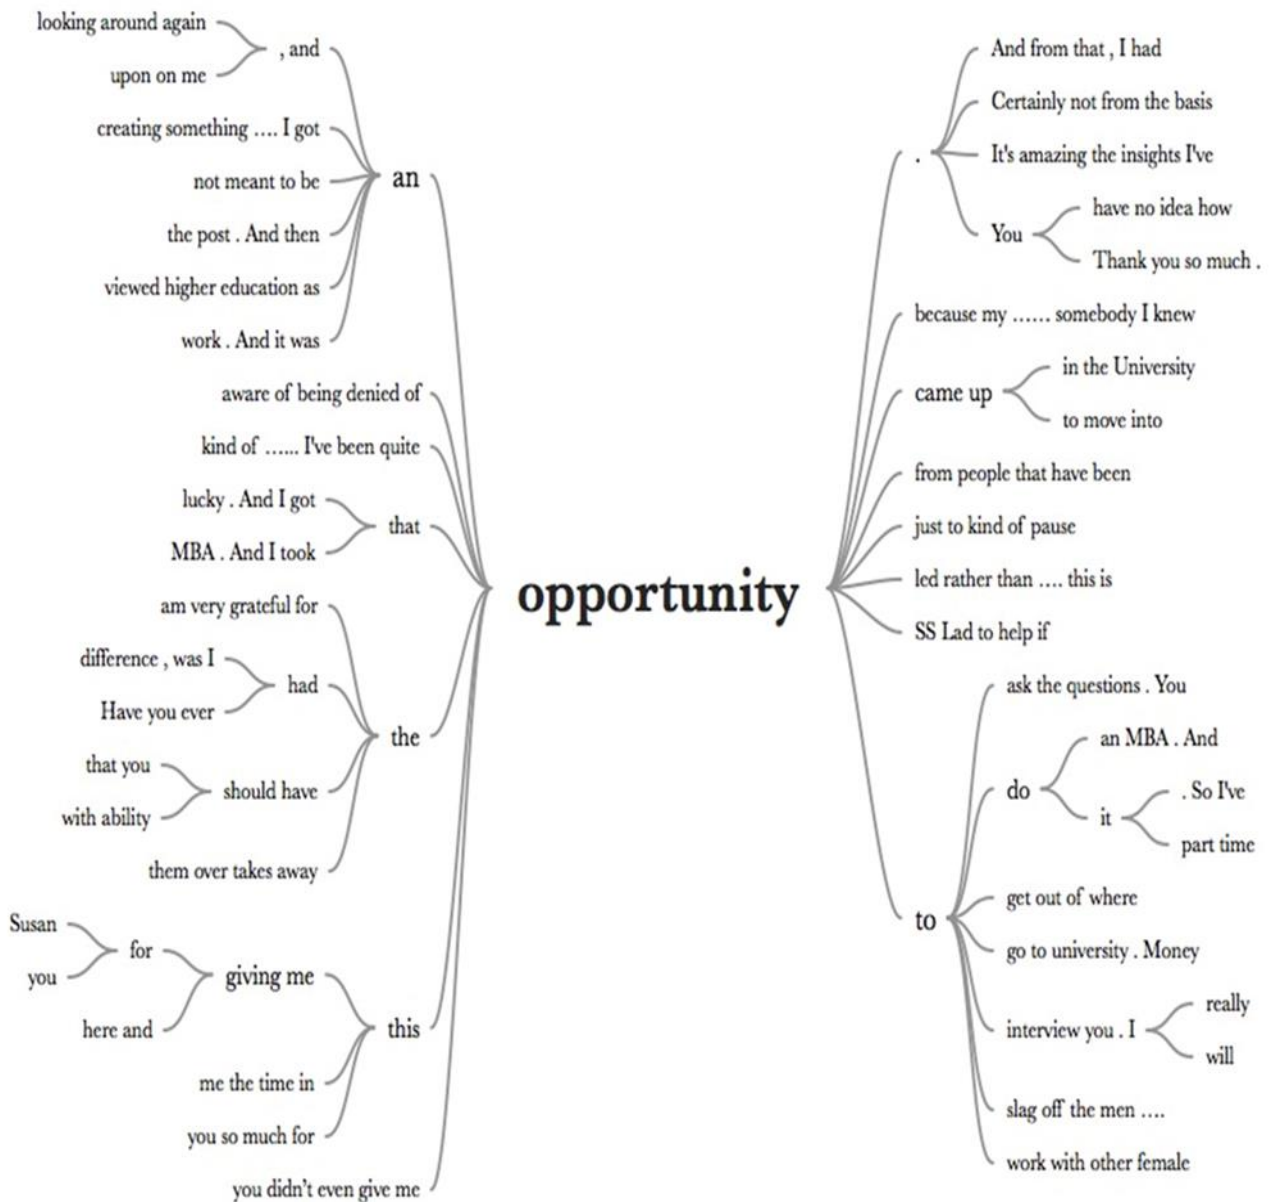 looking around again
, and
upon on me
creating something .... I got
not meant to be
an
the post . And then
viewed higher education as
work . And it was
aware of being denied of
kind of ...... I've been quite
lucky . And I got
that
MBA . And I took
am very grateful for
difference , was I
had
Have you ever
the
that you
should have
with ability
them over takes away
Susan
for
you
giving me
here and
this
me the time in
you so much for
you didn't even give me
opportunity
And from that , I had
Certainly not from the basis
.
It's amazing the insights I've
have no idea how
You
Thank you so much .
because my ...... somebody I knew
in the University
came up
to move into
from people that have been
just to kind of pause
led rather than .... this is
SS Lad to help if
ask the questions . You
an MBA . And
do
. So I've
it
part time
get out of where
to
go to university . Money
really
interview you . I
will
slag off the men ....
work with other female